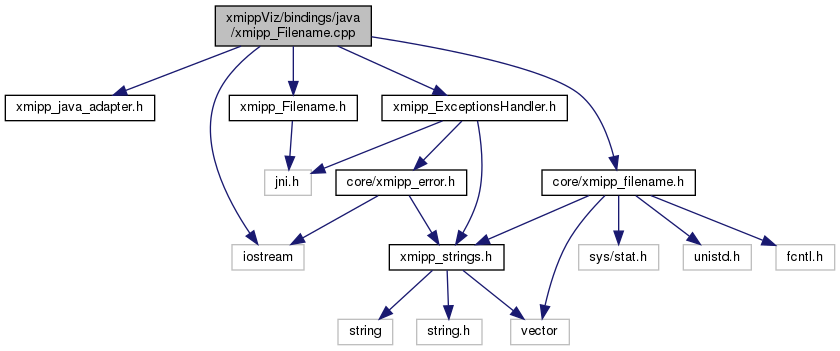 xmippViz/bindings/java
/xmipp_Filename.cpp
xmipp_java_adapter.h
xmipp_Filename.h
xmipp_ExceptionsHandler.h
jni.h
core/xmipp_error.h
core/xmipp_filename.h
iostream
xmipp_strings.h
sys/stat.h
unistd.h
fcntl.h
string
string.h
vector